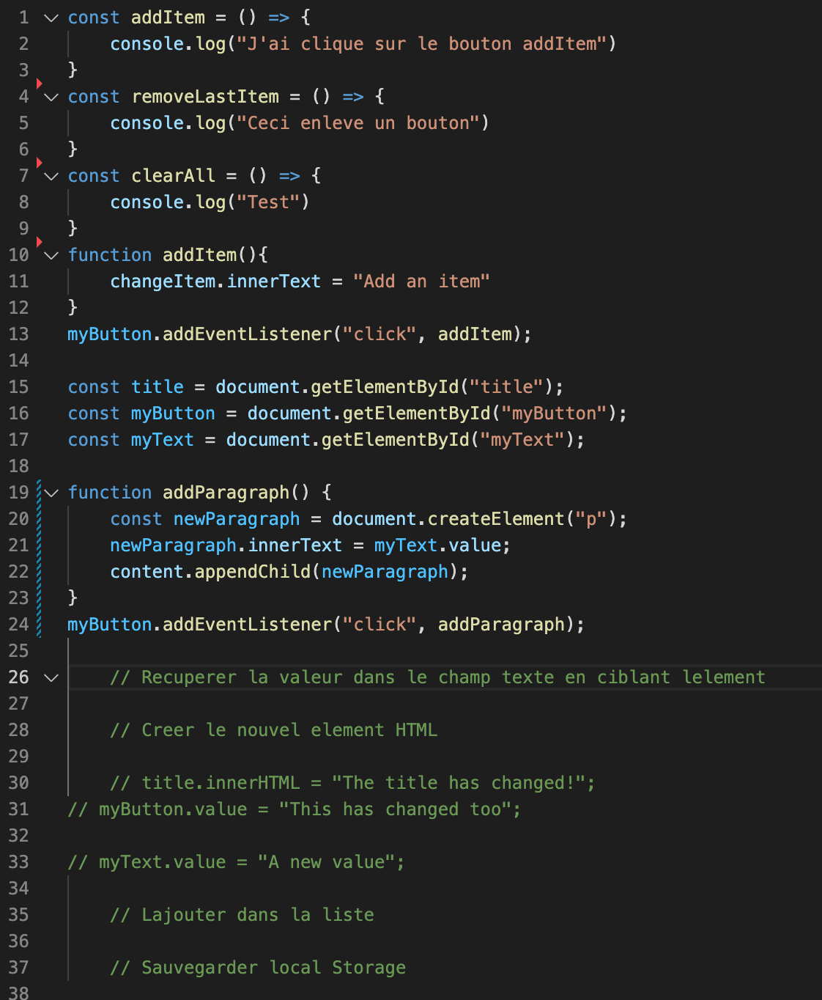 1 const addItem = () => {
2 console.log("J'ai clique sur le bouton addItem")
3 }
4 const removeLastItem = () => {
5 console.log("Ceci enleve un bouton")
6 }
7 const clearAll = () => {
8 console.log("Test")
9 }
10 function addItem(){
11 changeItem.innerText = "Add an item"
12 }
13 myButton.addEventListener("click", addItem);
14
15 const title = document.getElementById("title");
16 const myButton = document.getElementById("myButton");
17 const myText = document.getElementById("myText");
18
19 function addParagraph() {
20 const newParagraph = document.createElement("p");
21 newParagraph.innerText = myText.value;
22 content.appendChild(newParagraph);
23 }
24 myButton.addEventListener("click", addParagraph);
25
26 // Recuperer la valeur dans le champ texte en ciblant lelement
27
28 // Creer le nouvel element HTML
29
30 // title.innerHTML = "The title has changed!";
31 // myButton.value = "This has changed too";
32
33 // myText.value = "A new value";
34
35 // Lajouter dans la liste
36
37 // Sauvegarder local Storage
38